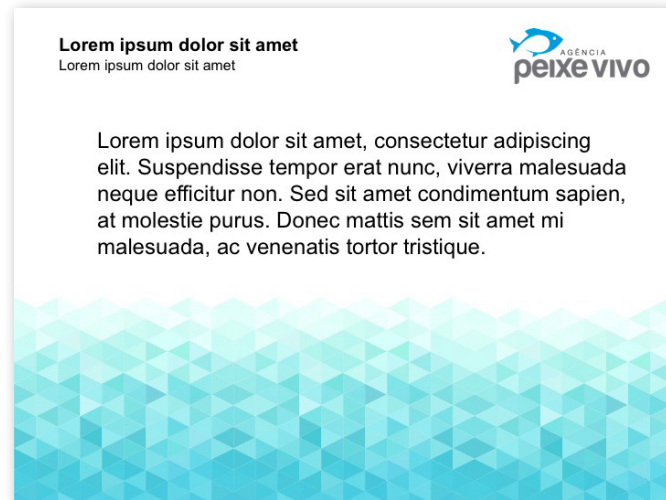 Lorem ipsum dolor sit amet
Lorem ipsum dolor sit amet
AGÊNCIA
peixe vivo
Lorem ipsum dolor sit amet, consectetur adipiscing
elit. Suspendisse tempor erat nunc, viverra malesuada
neque efficitur non. Sed sit amet condimentum sapien,
at molestie purus. Donec mattis sem sit amet mi
malesuada, ac venenatis tortor tristique.